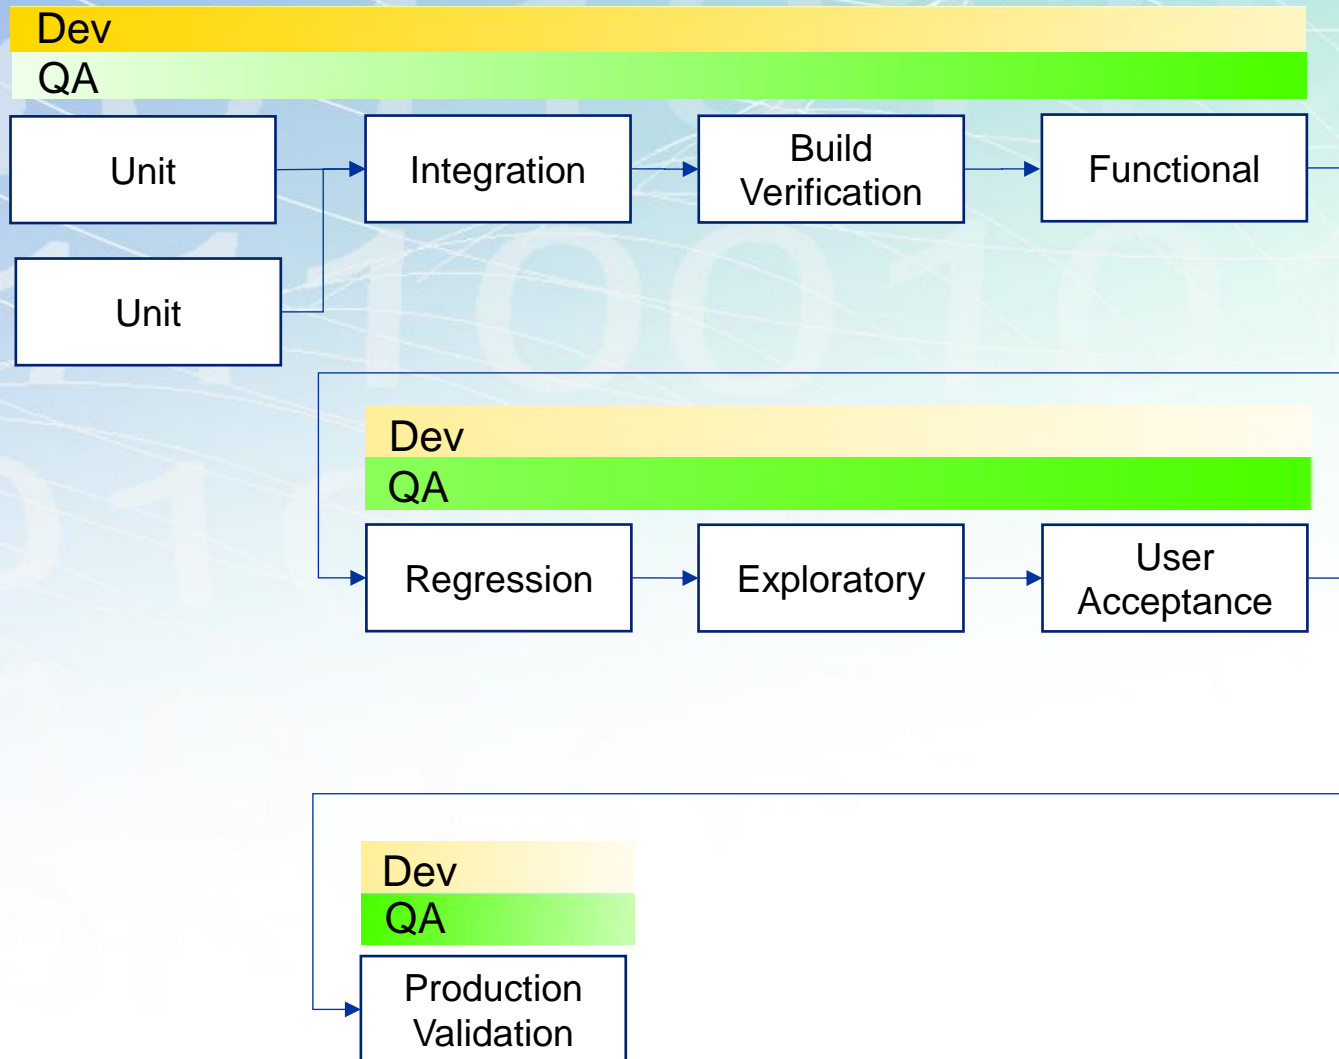 Dev
QA
Unit
Integration
Build
Verification
Functional
Unit
Dev
QA
Regression
Exploratory
User
Acceptance
Dev
QA
Production
Validation